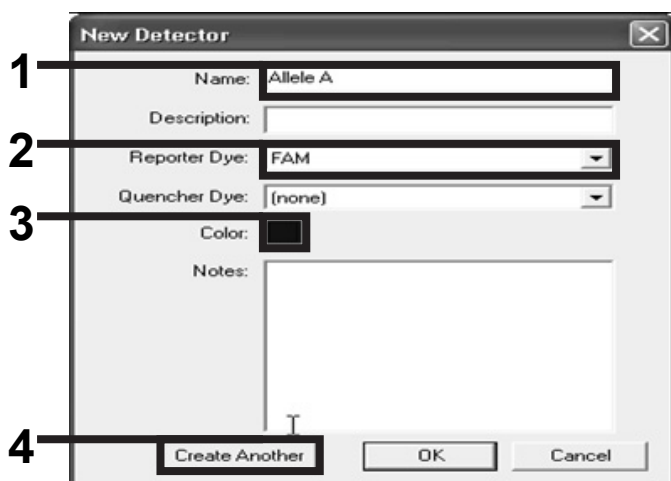 New Detector
1 Name: Allele A
Description:
2 Reporter Dye: FAM
Quencher Dye: (none)
3 Color:
Notes:
4 Create Another OK Cancel